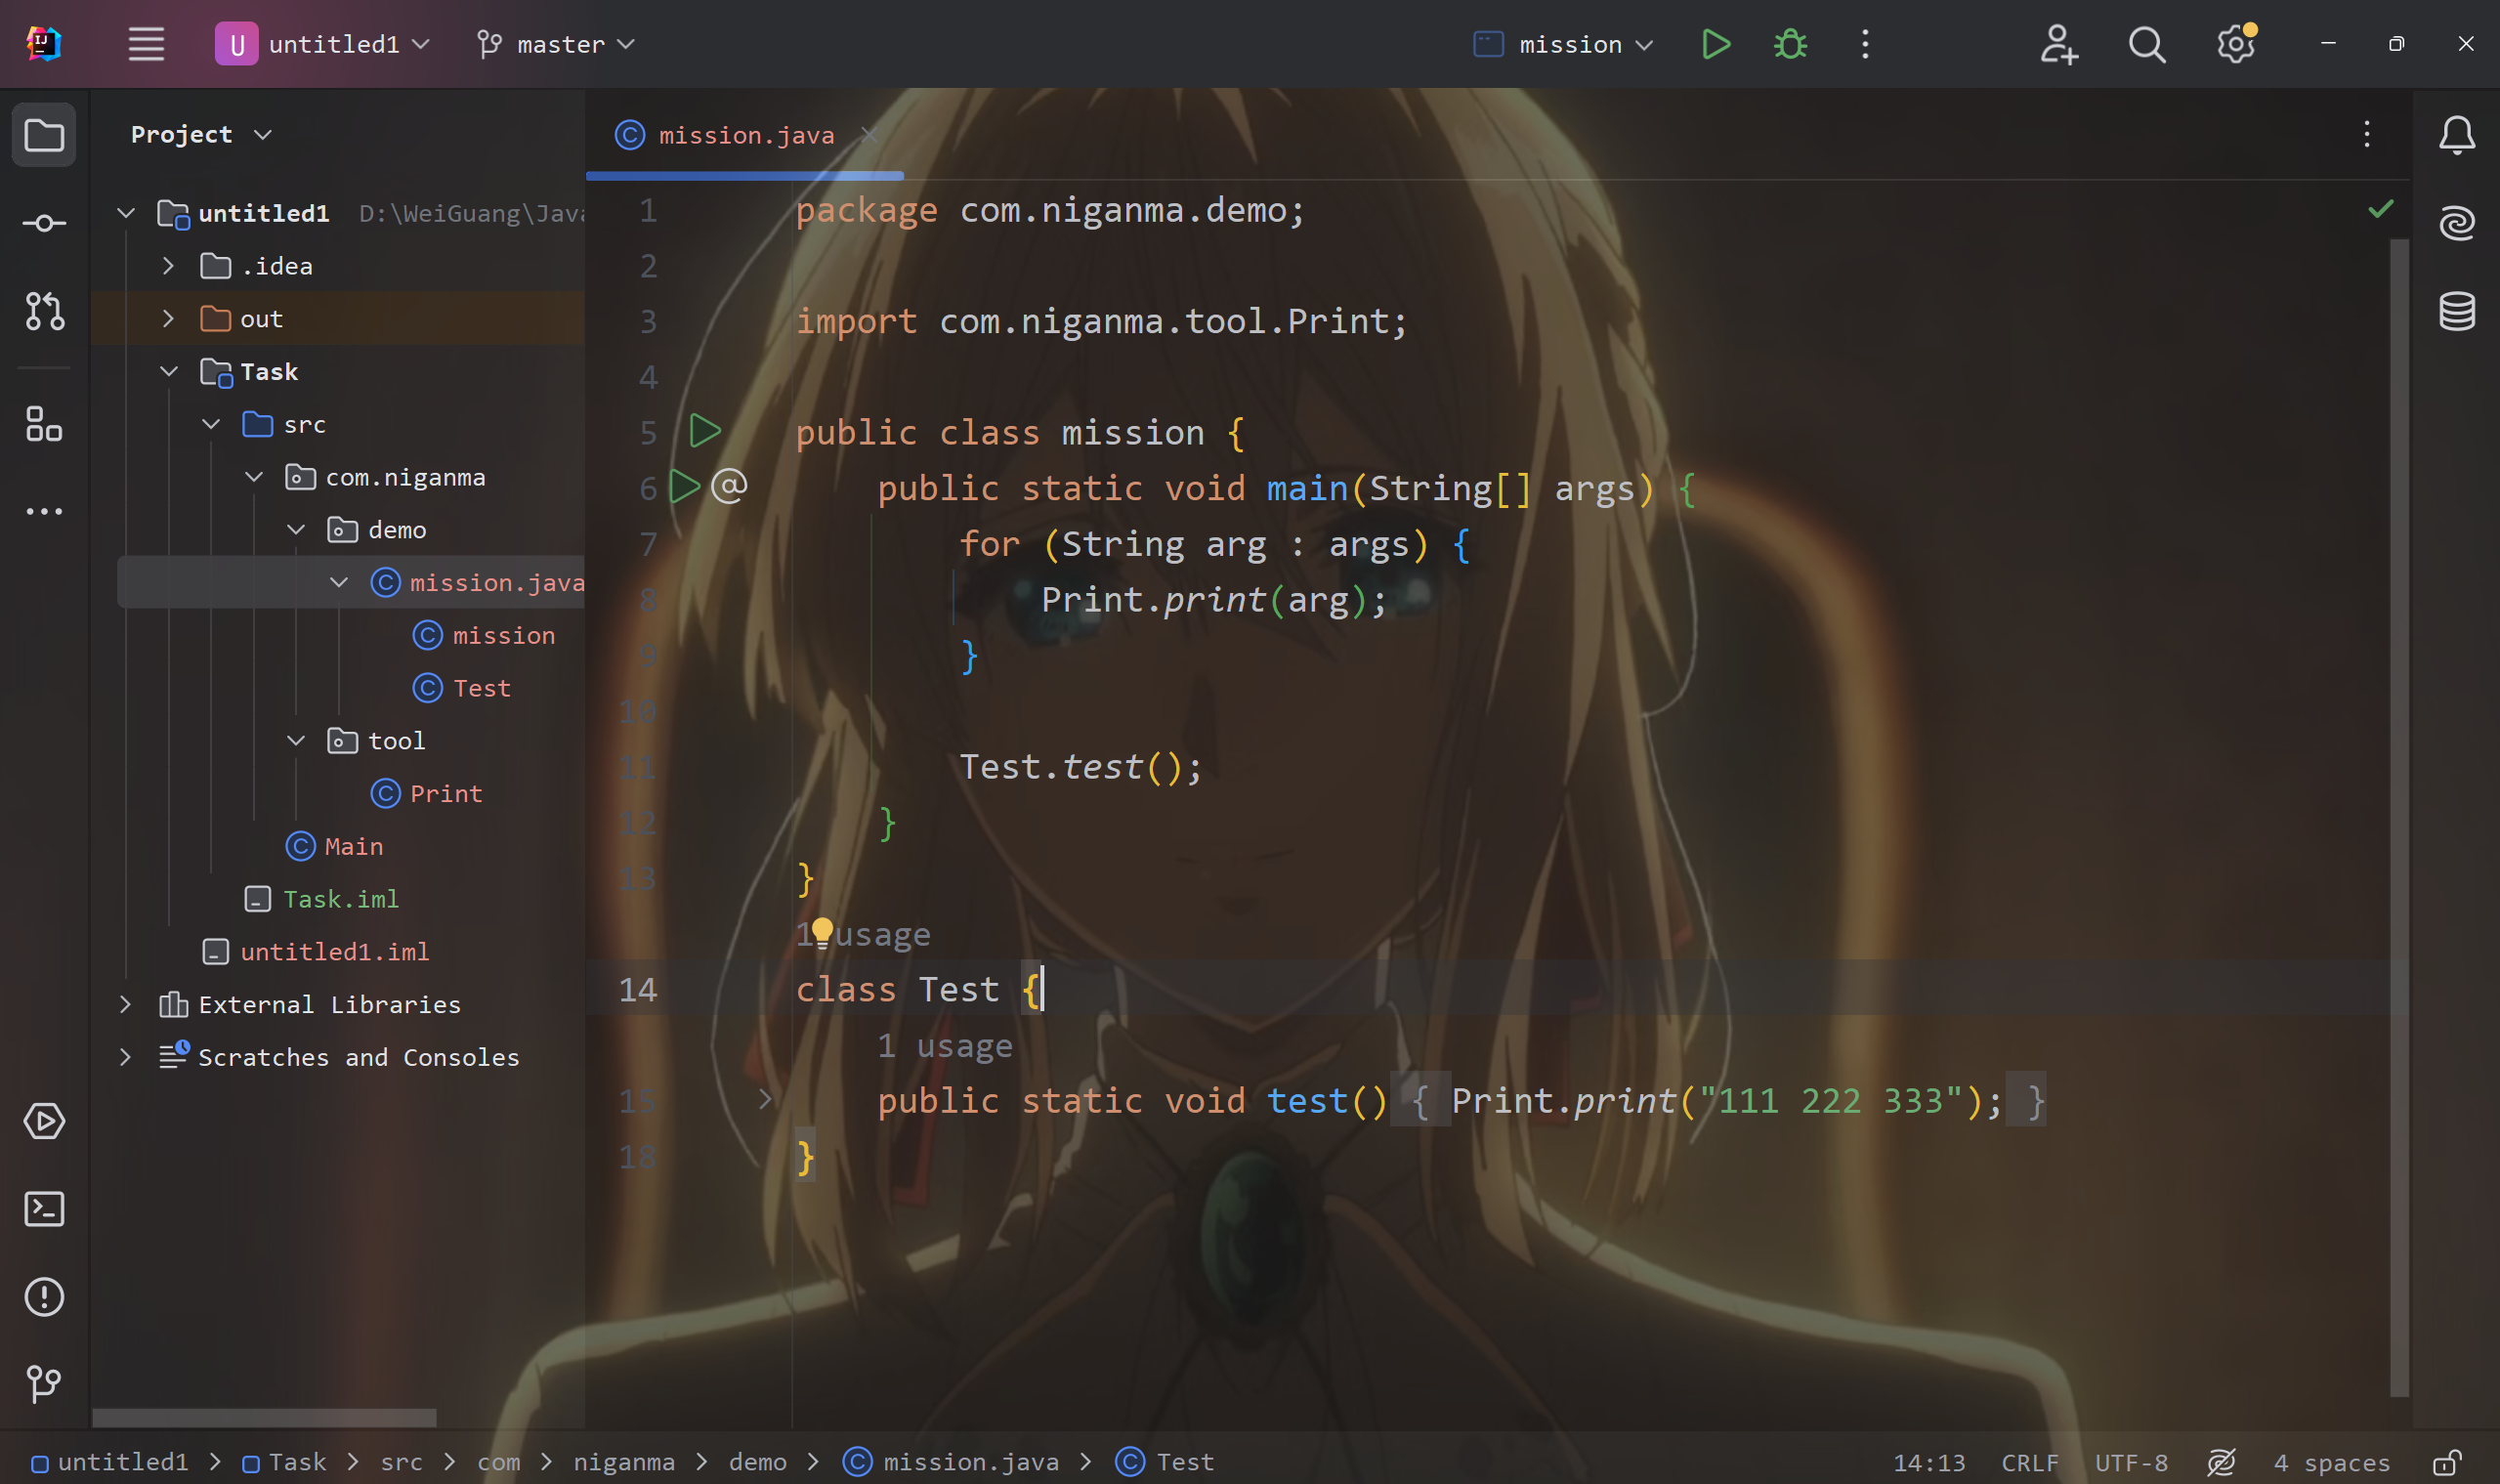 IJ
U untitled1 master mission
Project
mission.java
untitled1 D:\WeiGuang\Java
.idea
out
Task
src
com.niganma
demo
mission.java
mission
Test
tool
Print
Main
Task.iml
untitled1.iml
External Libraries
Scratches and Consoles
1 package com.niganma.demo;
2
3 import com.niganma.tool.Print;
4
5 public class mission {
6 @ public static void main(String[] args) {
7 for (String arg : args) {
8 Print.print(arg);
9 }
10
11 Test.test();
12 }
13 }
1 usage
14 class Test {
1 usage
15 public static void test() { Print.print("111 222 333"); }
18 }
untitled1 > Task > src > com > niganma > demo > mission.java > Test
14:13 CRLF UTF-8 4 spaces